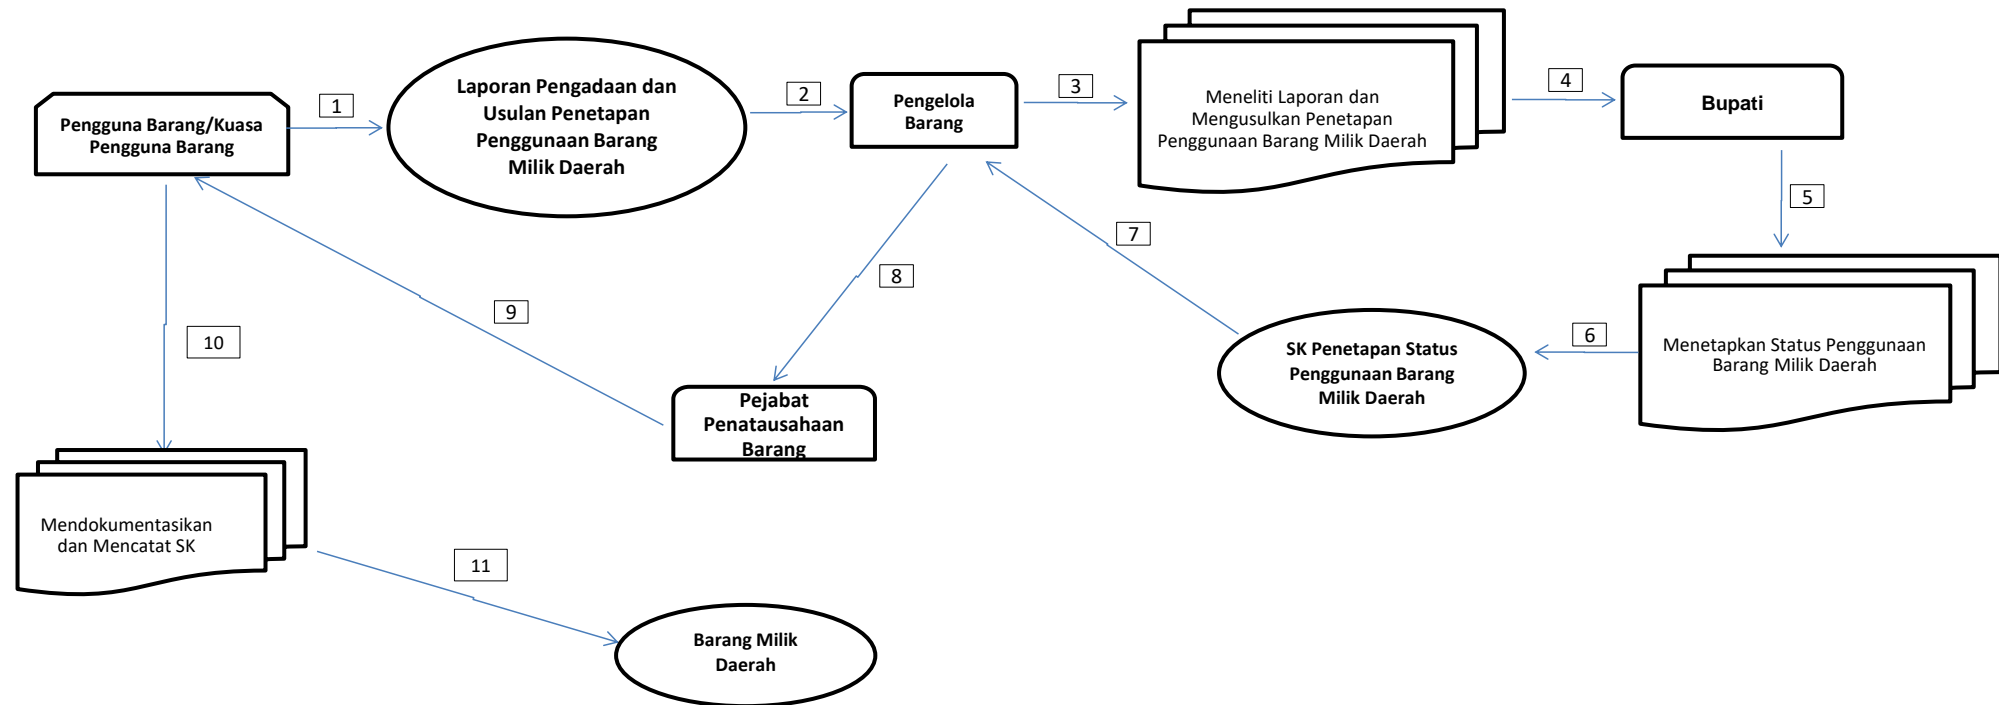 Pengguna Barang/Kuasa
Pengguna Barang
1
Laporan Pengadaan dan
Usulan Penetapan
Penggunaan Barang
Milik Daerah
2
Pengelola
Barang
3
Meneliti Laporan dan
Mengusulkan Penetapan
Penggunaan Barang Milik Daerah
4
Bupati
5
Menetapkan Status Penggunaan
Barang Milik Daerah
6
SK Penetapan Status
Penggunaan Barang
Milik Daerah
7
8
Pejabat
Penatausahaan
Barang
9
10
Mendokumentasikan
dan Mencatat SK
11
Barang Milik
Daerah